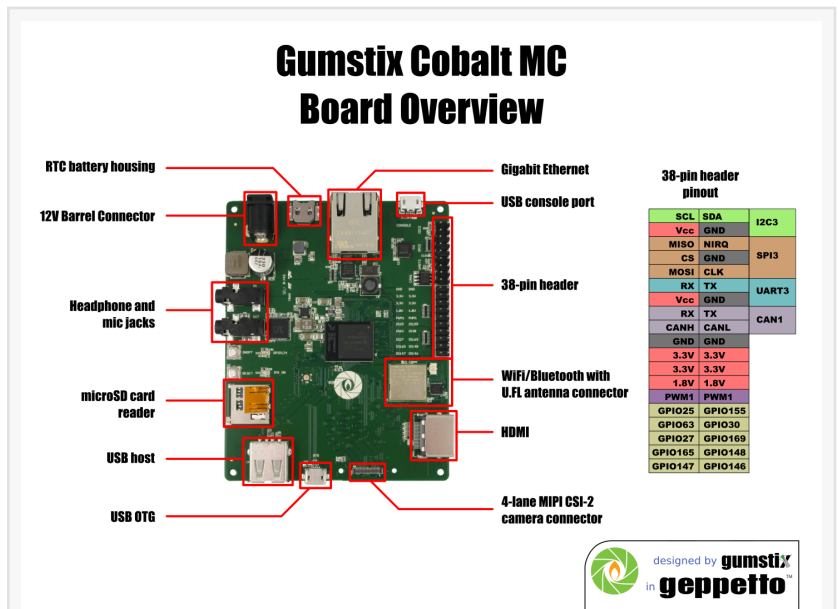 Gumstix Cobalt MC
Board Overview
RTC battery housing
12V Barrel Connector
Headphone and
mic jacks
microSD card
reader
USB host
USB OTG
Gigabit Ethernet
USB console port
38-pin header
WiFi/Bluetooth with
U.FL antenna connector
HDMI
4-lane MIPI CSI-2
camera connector
CONSOLE
38-pin header
pinout
SCL SDA I2C3
Vcc GND
MISO NIRQ SPI3
CS GND
MOSI CLK
RX TX UART3
Vcc GND
RX TX CAN1
CANH CANL
GND GND
3.3V 3.3V
3.3V 3.3V
1.8V 1.8V
PWM1 PWM1
GPIO25 GPIO155
GPIO63 GPIO30
GPIO27 GPIO169
GPIO165 GPIO148
GPIO147 GPIO146
designed by gumstix
in geppetto™